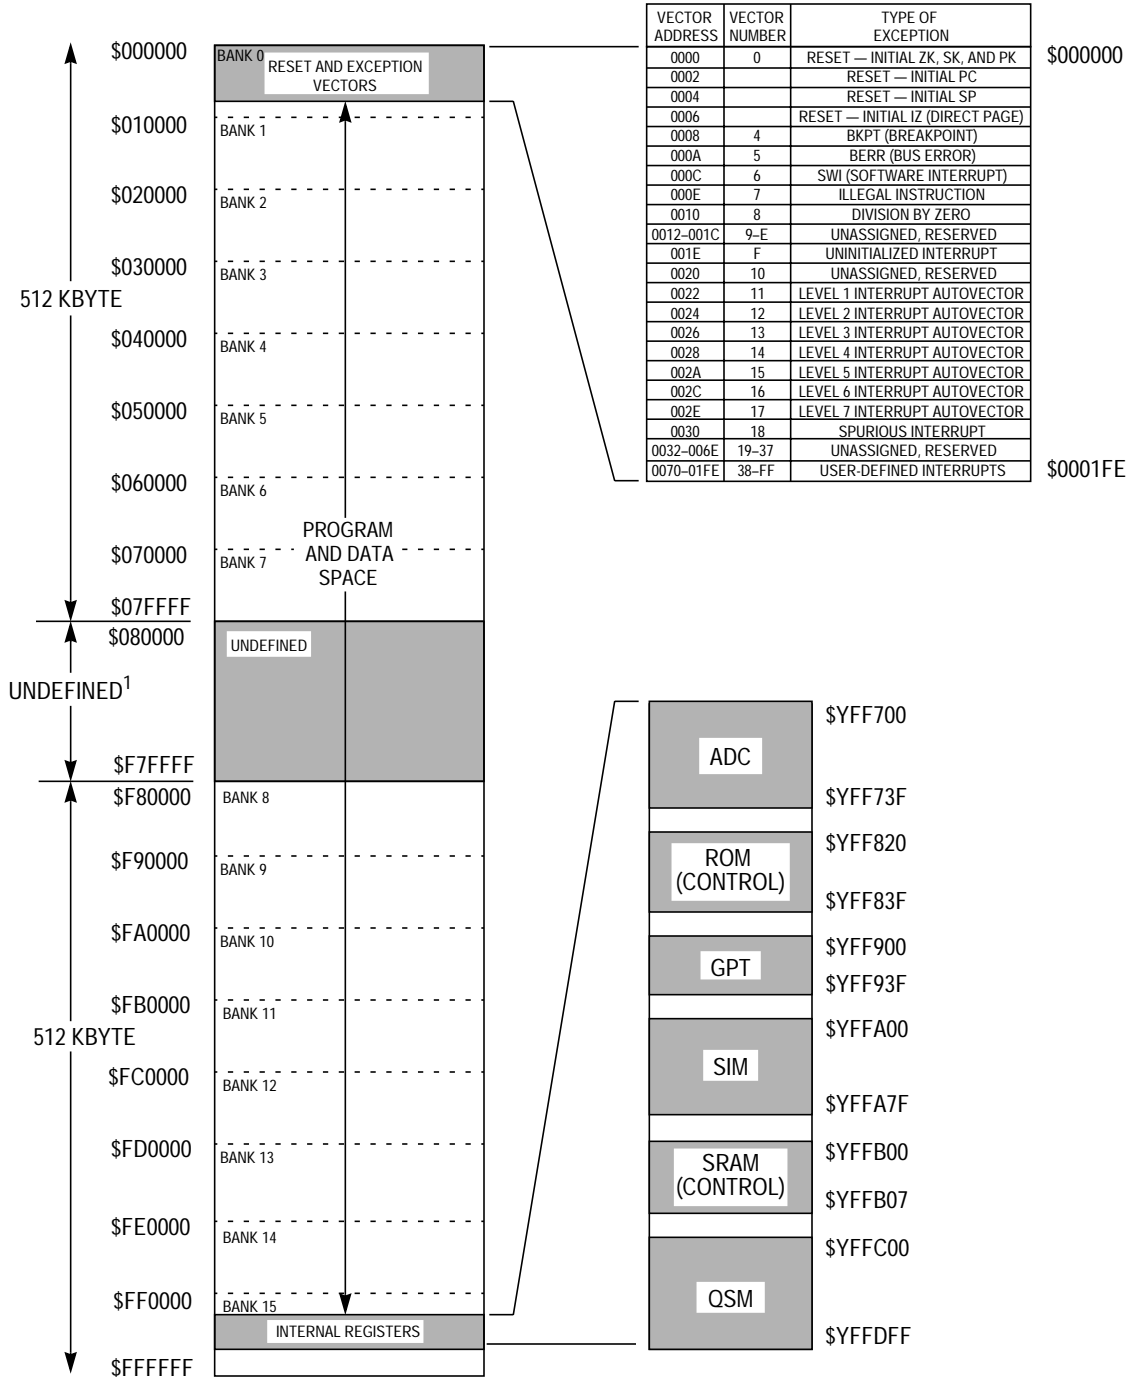 VECTOR ADDRESS VECTOR NUMBER TYPE OF EXCEPTION
0000 0 RESET — INITIAL ZK, SK, AND PK
0002 RESET — INITIAL PC
0004 RESET — INITIAL SP
0006 RESET — INITIAL IZ (DIRECT PAGE)
0008 4 BKPT (BREAKPOINT)
000A 5 BERR (BUS ERROR)
000C 6 SWI (SOFTWARE INTERRUPT)
000E 7 ILLEGAL INSTRUCTION
0010 8 DIVISION BY ZERO
0012–001C 9–E UNASSIGNED, RESERVED
001E F UNINITIALIZED INTERRUPT
0020 10 UNASSIGNED, RESERVED
0022 11 LEVEL 1 INTERRUPT AUTOVECTOR
0024 12 LEVEL 2 INTERRUPT AUTOVECTOR
0026 13 LEVEL 3 INTERRUPT AUTOVECTOR
0028 14 LEVEL 4 INTERRUPT AUTOVECTOR
002A 15 LEVEL 5 INTERRUPT AUTOVECTOR
002C 16 LEVEL 6 INTERRUPT AUTOVECTOR
002E 17 LEVEL 7 INTERRUPT AUTOVECTOR
0030 18 SPURIOUS INTERRUPT
0032–006E 19–37 UNASSIGNED, RESERVED
0070–01FE 38–FF USER-DEFINED INTERRUPTS
$000000
$0001FE
$000000
BANK 0
RESET AND EXCEPTION
VECTORS
$010000
BANK 1
$020000
BANK 2
$030000
BANK 3
512 KBYTE
$040000
BANK 4
$050000
BANK 5
$060000
BANK 6
$070000
BANK 7
PROGRAM
AND DATA
SPACE
$07FFFF
$080000
UNDEFINED
UNDEFINED1
$F7FFFF
$F80000
BANK 8
$F90000
BANK 9
$FA0000
BANK 10
$FB0000
BANK 11
512 KBYTE
$FC0000
BANK 12
$FD0000
BANK 13
$FE0000
BANK 14
$FF0000
BANK 15
INTERNAL REGISTERS
$FFFFFF
$YFF700
ADC
$YFF73F
$YFF820
ROM
(CONTROL)
$YFF83F
$YFF900
GPT
$YFF93F
$YFFA00
SIM
$YFFA7F
$YFFB00
SRAM
(CONTROL)
$YFFB07
$YFFC00
QSM
$YFFDFF